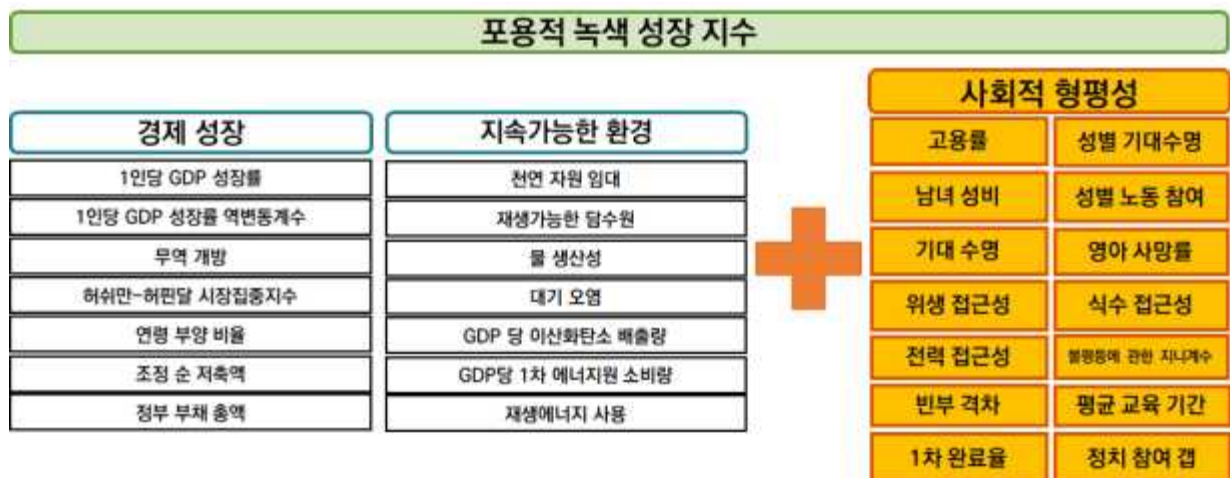 포용적 녹색 성장 지수
경제 성장
1인당 GDP 성장률
1인당 GDP 성장률 역변동계수
무역 개방
허쉬만-허핀달 시장집중지수
연령 부양 비율
조정 순 저축액
정부 부채 총액
지속가능한 환경
천연 자원 임대
재생가능한 담수원
물 생산성
대기 오염
GDP 당 이산화탄소 배출량
GDP당 1차 에너지원 소비량
재생에너지 사용
사회적 형평성
고용률 성별 기대수명
남녀 성비 성별 노동 참여
기대 수명 영아 사망률
위생 접근성 식수 접근성
전력 접근성 불평등에 관한 지니계수
빈부 격차 평균 교육 기간
1차 완료율 정치 참여 갭